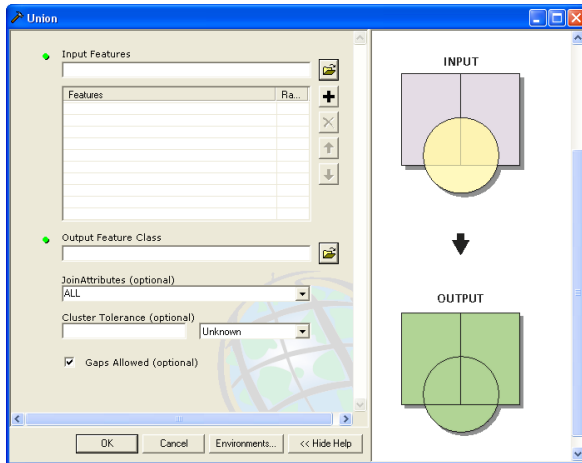 Union
Input Features
Features Ra...
Output Feature Class
JoinAttributes (optional)
ALL
Cluster Tolerance (optional)
Unknown
Gaps Allowed (optional)
OK Cancel Environments... << Hide Help
INPUT
OUTPUT